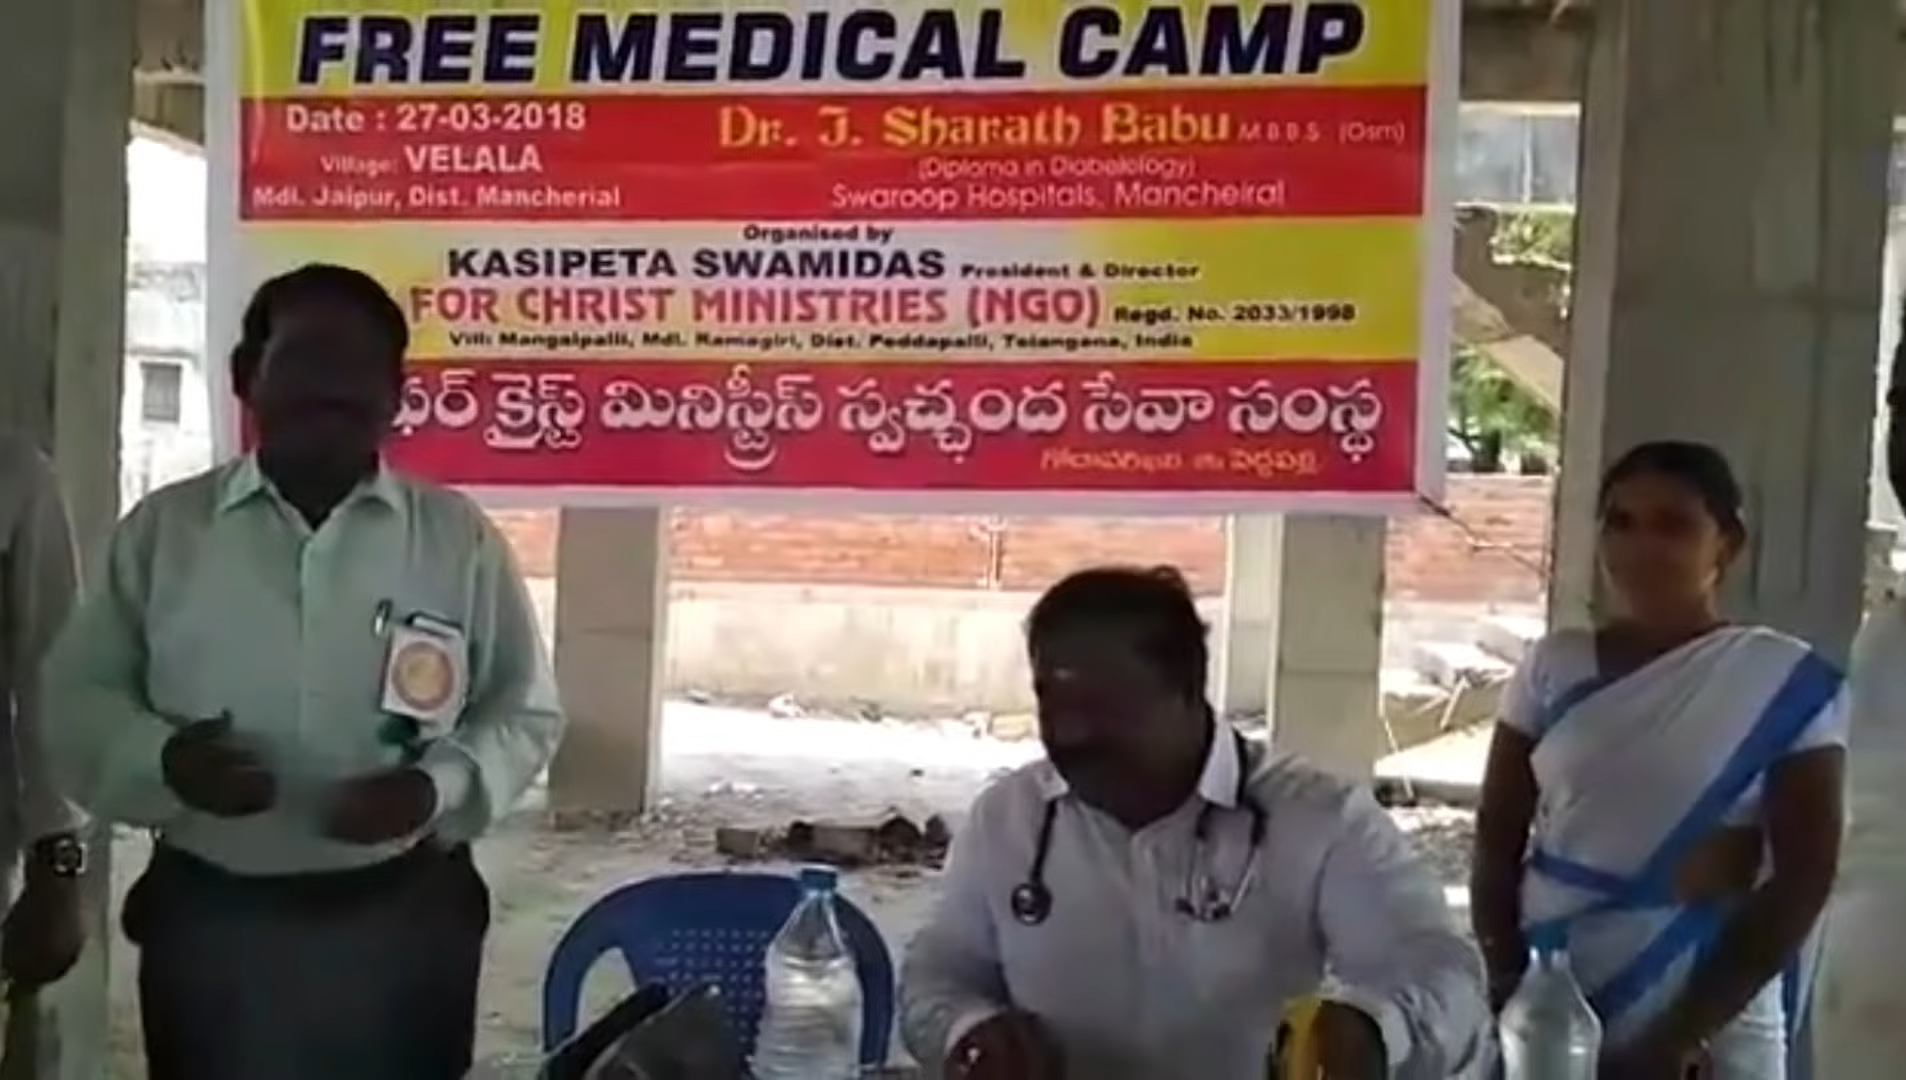 FREE MEDICAL CAMP
Date : 27-03-2018
Village: VELALA
Mdl. Jaipur, Dist. Mancherial
Dr. J. Sharath Babu M B B S (Osm)
(Diploma in Diabetology)
Swaroop Hospitals, Mancheiral
Organised by
KASIPETA SWAMIDAS President & Director
FOR CHRIST MINISTRIES (NGO) Regd. No. 2033/1998
Vill: Mangalpalli, Mdl. Ramagiri, Dist. Peddapalli, Telangana, India
ఫర్ క్రైస్ట్ మినిస్ట్రీస్ స్వచ్ఛంద సేవా సంస్థ